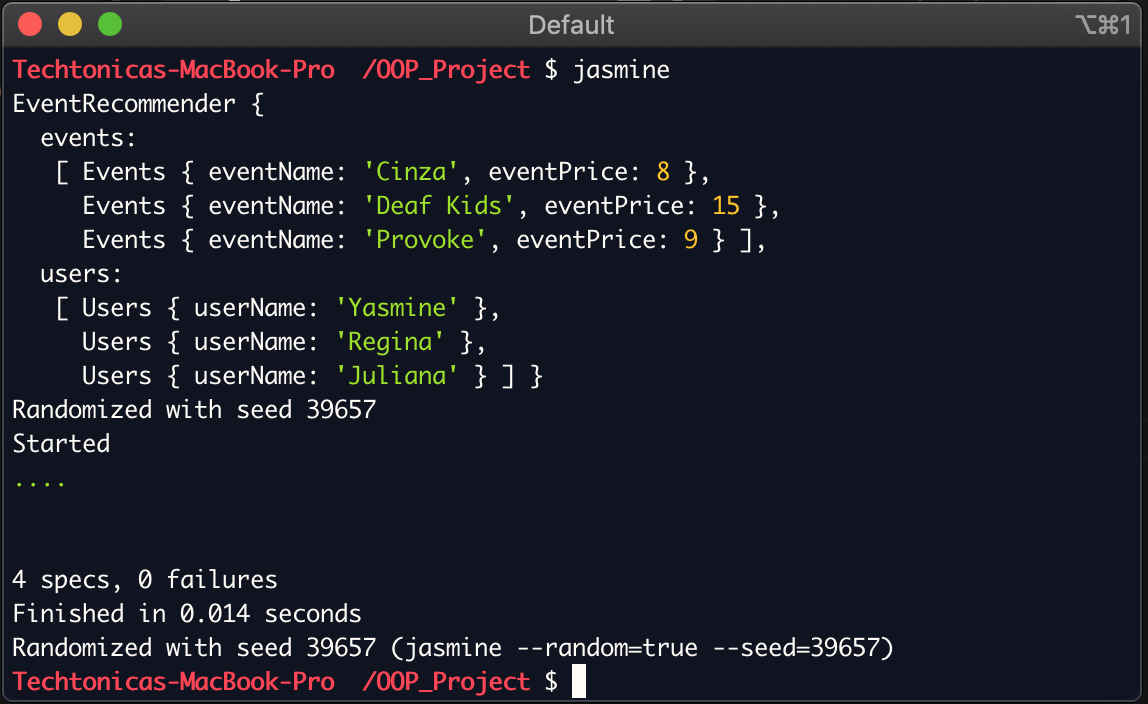 Default
⌥⌘1
Techtonicas-MacBook-Pro  /OOP_Project $ jasmine
EventRecommender {
  events:
   [ Events { eventName: 'Cinza', eventPrice: 8 },
     Events { eventName: 'Deaf Kids', eventPrice: 15 },
     Events { eventName: 'Provoke', eventPrice: 9 } ],
  users:
   [ Users { userName: 'Yasmine' },
     Users { userName: 'Regina' },
     Users { userName: 'Juliana' } ] }
Randomized with seed 39657
Started
....
4 specs, 0 failures
Finished in 0.014 seconds
Randomized with seed 39657 (jasmine --random=true --seed=39657)
Techtonicas-MacBook-Pro  /OOP_Project $